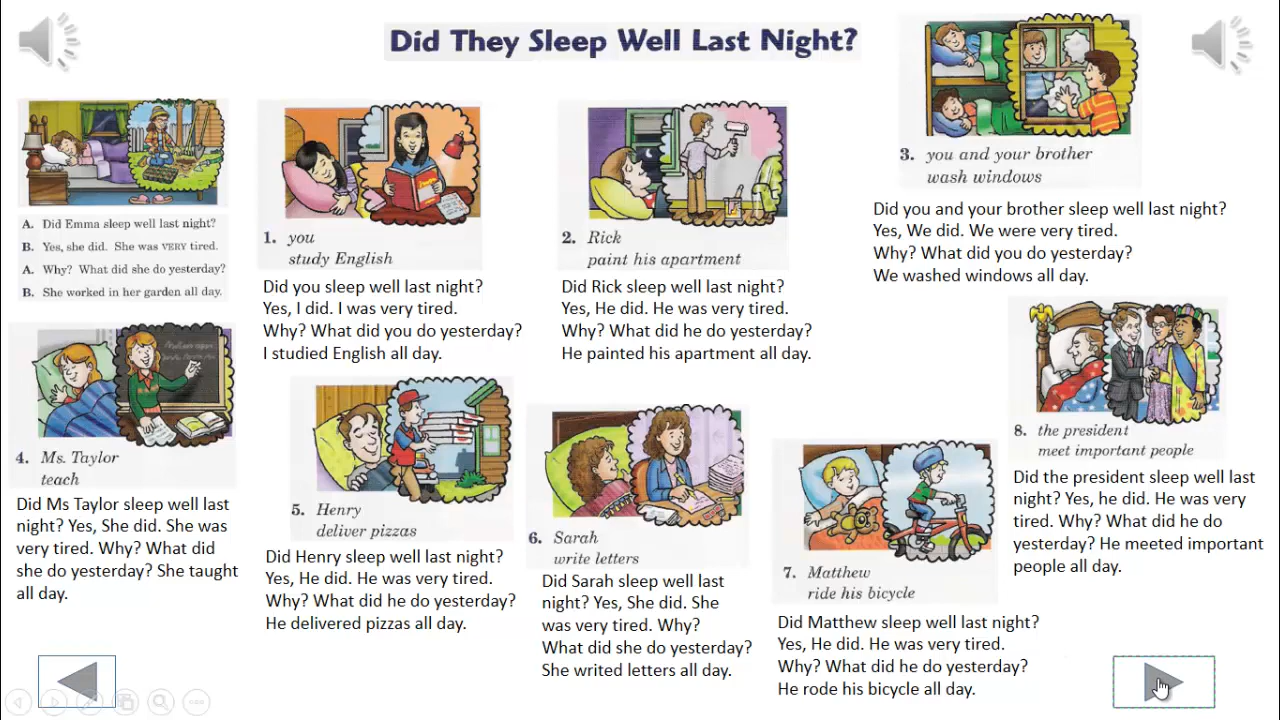 Did They Sleep Well Last Night?
A. Did Emma sleep well last night?
B. Yes, she did. She was VERY tired.
A. Why? What did she do yesterday?
B. She worked in her garden all day.
1. you
study English
Did you sleep well last night?
Yes, I did. I was very tired.
Why? What did you do yesterday?
I studied English all day.
2. Rick
paint his apartment
Did Rick sleep well last night?
Yes, He did. He was very tired.
Why? What did he do yesterday?
He painted his apartment all day.
3. you and your brother
wash windows
Did you and your brother sleep well last night?
Yes, We did. We were very tired.
Why? What did you do yesterday?
We washed windows all day.
4. Ms. Taylor
teach
Did Ms Taylor sleep well last
night? Yes, She did. She was
very tired. Why? What did
she do yesterday? She taught
all day.
5. Henry
deliver pizzas
Did Henry sleep well last night?
Yes, He did. He was very tired.
Why? What did he do yesterday?
He delivered pizzas all day.
6. Sarah
write letters
Did Sarah sleep well last
night? Yes, She did. She
was very tired. Why?
What did she do yesterday?
She writed letters all day.
7. Matthew
ride his bicycle
Did Matthew sleep well last night?
Yes, He did. He was very tired.
Why? What did he do yesterday?
He rode his bicycle all day.
8. the president
meet important people
Did the president sleep well last
night? Yes, he did. He was very
tired. Why? What did he do
yesterday? He meeted important
people all day.